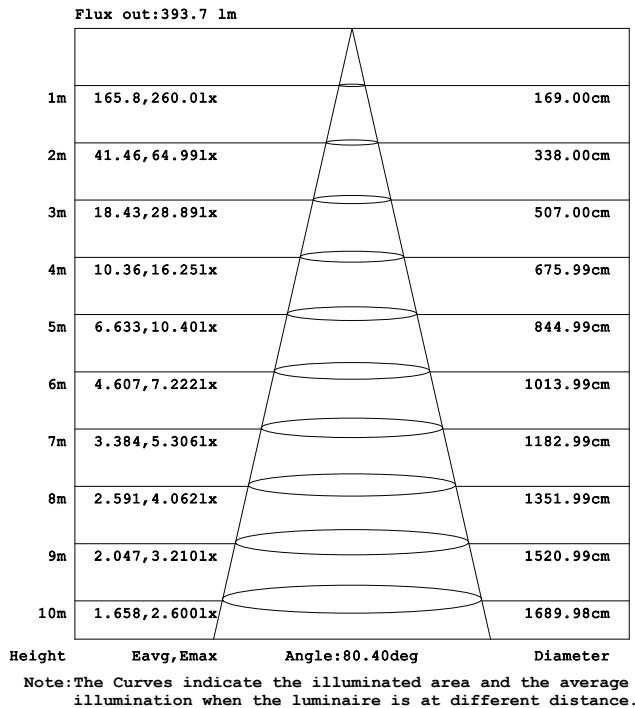 Flux out:393.7 lm
1m 165.8,260.0lx 169.00cm
2m 41.46,64.99lx 338.00cm
3m 18.43,28.89lx 507.00cm
4m 10.36,16.25lx 675.99cm
5m 6.633,10.40lx 844.99cm
6m 4.607,7.222lx 1013.99cm
7m 3.384,5.306lx 1182.99cm
8m 2.591,4.062lx 1351.99cm
9m 2.047,3.210lx 1520.99cm
10m 1.658,2.600lx 1689.98cm
Height Eavg,Emax Angle:80.40deg Diameter
Note:The Curves indicate the illuminated area and the average
illumination when the luminaire is at different distance.